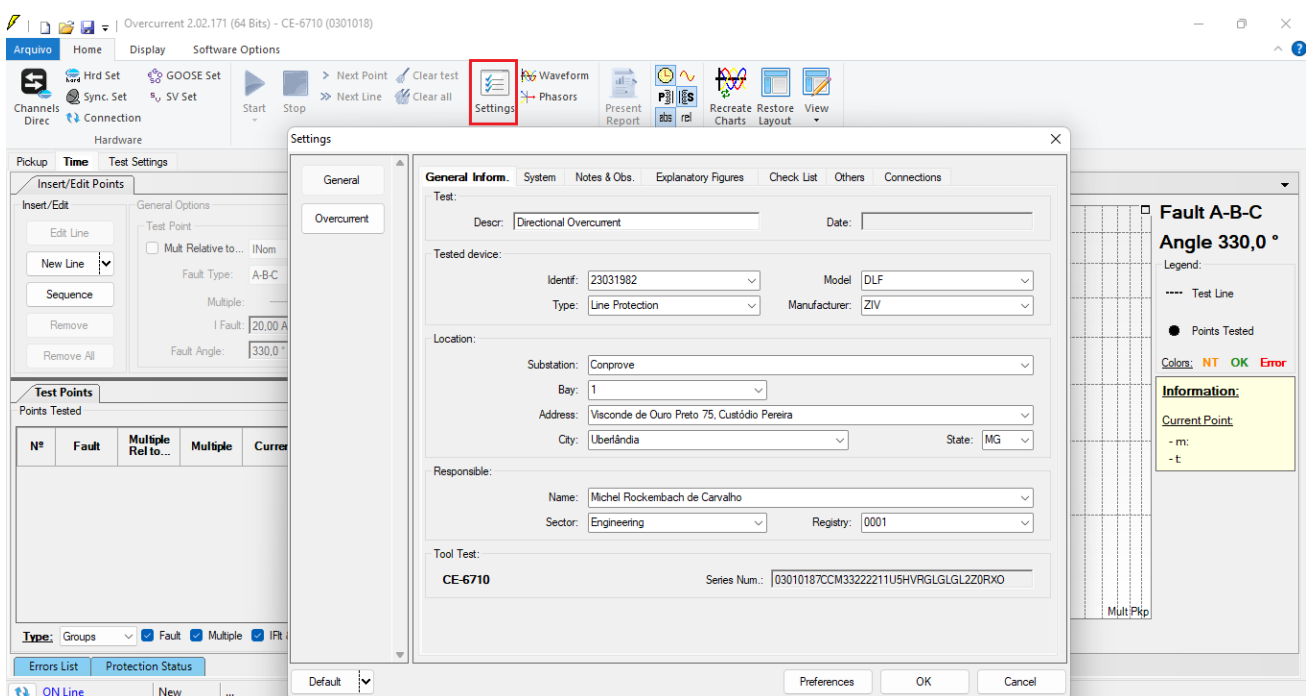 Overcurrent 2.02.171 (64 Bits) - CE-6710 (0301018)
Arquivo Home Display Software Options
Hrd Set GOOSE Set
Sync. Set SV Set
Connection
Channels Direc
Hardware
Start Stop
Next Point Clear test
Next Line Clear all
Settings
Waveform
Phasors
Present Report
abs rel
Recreate Charts
Restore Layout
View
Pickup Time Test Settings
Insert/Edit Points
Insert/Edit
Edit Line
New Line
Sequence
Remove
Remove All
General Options
Test Point
Mult Relative to... INom
Fault Type: A-B-C
Multiple:
I Fault: 20,00 A
Fault Angle: 330,0 °
Test Points
Points Tested
Nº Fault Multiple Rel to... Multiple Curre
Type: Groups Fault Multiple IFlt
Errors List Protection Status
ON Line New ...
Settings
General
Overcurrent
General Inform. System Notes & Obs. Explanatory Figures Check List Others Connections
Test:
Descr: Directional Overcurrent Date:
Tested device:
Identif: 23031982 Model DLF
Type: Line Protection Manufacturer: ZIV
Location:
Substation: Conprove
Bay: 1
Address: Visconde de Ouro Preto 75, Custódio Pereira
City: Uberlândia State: MG
Responsible:
Name: Michel Rockembach de Carvalho
Sector: Engineering Registry: 0001
Tool Test:
CE-6710 Series Num.: 03010187CCM33222211U5HVRGLGLGL2Z0RXO
Default Preferences OK Cancel
Fault A-B-C
Angle 330,0 °
Legend:
Test Line
Points Tested
Colors: NT OK Error
Information:
Current Point:
- m:
- t:
Mult Pkp